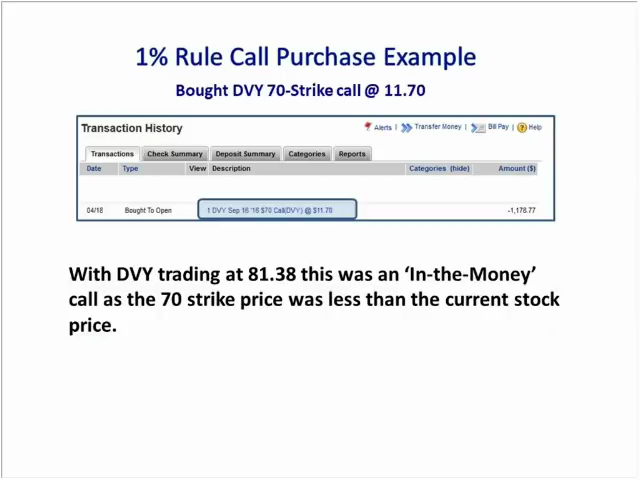 1% Rule Call Purchase Example
Bought DVY 70-Strike call @ 11.70
Transaction History
Alerts | Transfer Money | Bill Pay | ? Help
Transactions Check Summary Deposit Summary Categories Reports
Date Type View Description Categories (hide) Amount ($)
04/18 Bought To Open 1 DVY Sep 16 '16 $70 Call(DVY) @ $11.70 -1,178.77
With DVY trading at 81.38 this was an ‘In-the-Money’
call as the 70 strike price was less than the current stock
price.